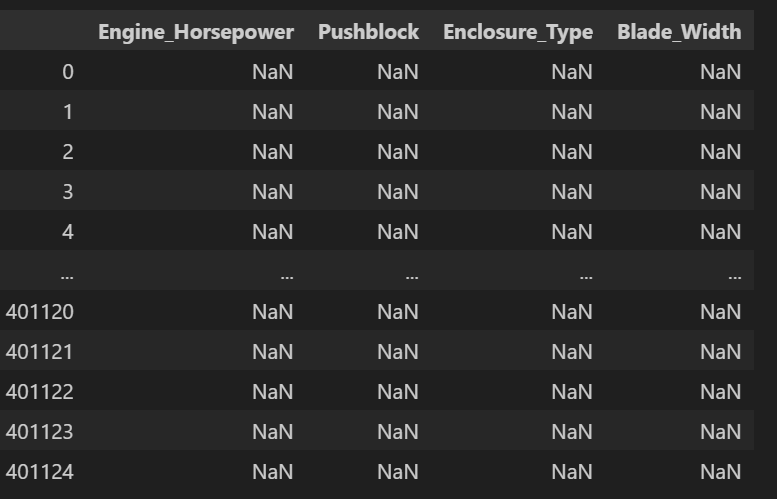 Engine_Horsepower Pushblock Enclosure_Type Blade_Width
0 NaN NaN NaN NaN
1 NaN NaN NaN NaN
2 NaN NaN NaN NaN
3 NaN NaN NaN NaN
4 NaN NaN NaN NaN
... ... ... ... ...
401120 NaN NaN NaN NaN
401121 NaN NaN NaN NaN
401122 NaN NaN NaN NaN
401123 NaN NaN NaN NaN
401124 NaN NaN NaN NaN